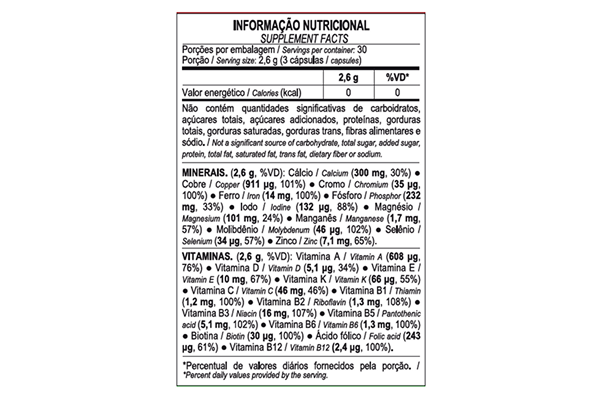 INFORMAÇÃO NUTRICIONAL
SUPPLEMENT FACTS
Porções por embalagem / Servings per container: 30
Porção / Serving size: 2,6 g (3 cápsulas / capsules)
2,6 g %VD*
Valor energético / Calories (kcal) 0 0
Não contém quantidades significativas de carboidratos,
açúcares totais, açúcares adicionados, proteínas, gorduras
totais, gorduras saturadas, gorduras trans, fibras alimentares e
sódio. / Not a significant source of carbohydrate, total sugar, added sugar,
protein, total fat, saturated fat, trans fat, dietary fiber or sodium.
MINERAIS. (2,6 g, %VD): Cálcio / Calcium (300 mg, 30%) ●
Cobre / Copper (911 µg, 101%) ● Cromo / Chromium (35 µg,
100%) ● Ferro / Iron (14 mg, 100%) ● Fósforo / Phosphor (232
mg, 33%) ● Iodo / Iodine (132 µg, 88%) ● Magnésio /
Magnesium (101 mg, 24%) ● Manganês / Manganese (1,7 mg,
57%) ● Molibdênio / Molybdenum (46 µg, 102%) ● Selênio /
Selenium (34 µg, 57%) ● Zinco / Zinc (7,1 mg, 65%).
VITAMINAS. (2,6 g, %VD): Vitamina A / Vitamin A (608 µg,
76%) ● Vitamina D / Vitamin D (5,1 µg, 34%) ● Vitamina E /
Vitamin E (10 mg, 67%) ● Vitamina K / Vitamin K (66 µg, 55%)
● Vitamina C / Vitamin C (46 mg, 46%) ● Vitamina B1 / Thiamin
(1,2 mg, 100%) ● Vitamina B2 / Riboflavin (1,3 mg, 108%) ●
Vitamina B3 / Niacin (16 mg, 107%) ● Vitamina B5 / Pantothenic
acid (5,1 mg, 102%) ● Vitamina B6 / Vitamin B6 (1,3 mg, 100%)
● Biotina / Biotin (30 µg, 100%) ● Ácido fólico / Folic acid (243
µg, 61%) ● Vitamina B12 / Vitamin B12 (2,4 µg, 100%).
*Percentual de valores diários fornecidos pela porção. /
*Percent daily values provided by the serving.